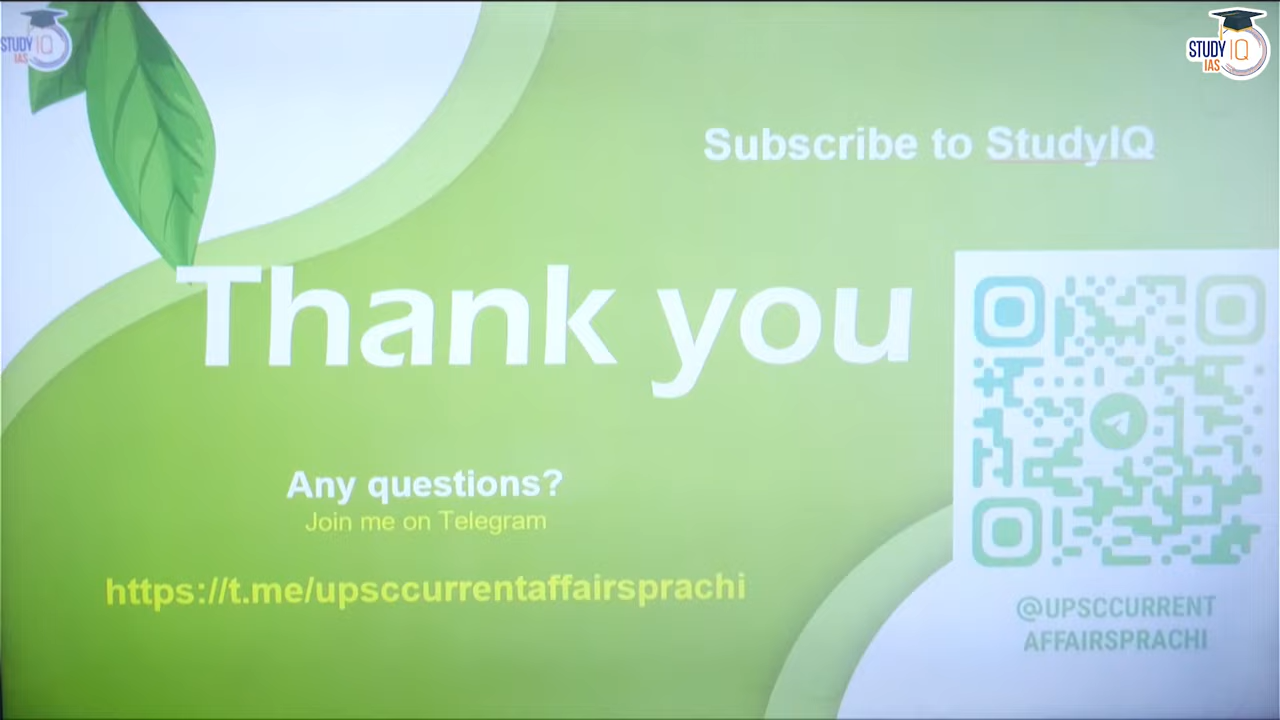 STUDY IQ
IAS
STUDY IQ
IAS
Subscribe to StudyIQ
Thank you
Any questions?
Join me on Telegram
https://t.me/upsccurrentaffairsprachi
@UPSCCURRENT
AFFAIRSPRACHI